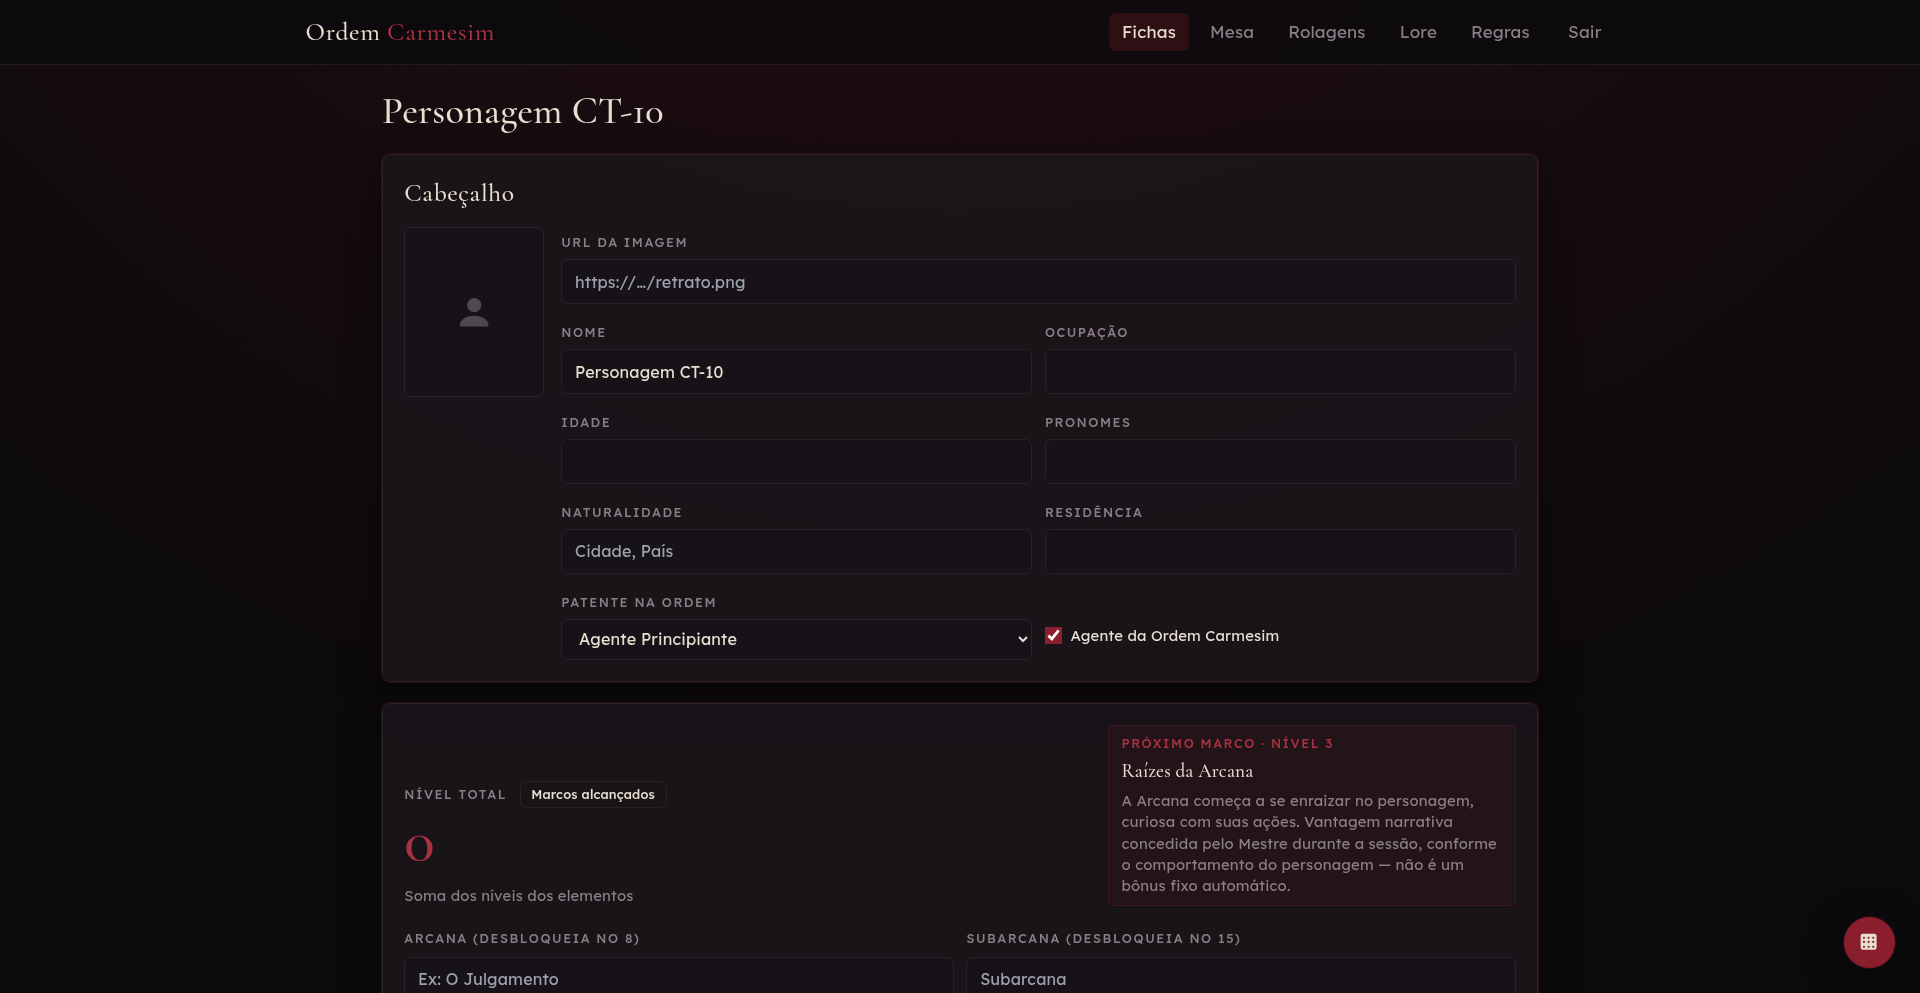 Ordem Carmesim
Fichas
Mesa
Rolagens
Lore
Regras
Sair
Personagem CT-10
Cabeçalho
URL DA IMAGEM
https://…/retrato.png
NOME
OCUPAÇÃO
Personagem CT-10
IDADE
PRONOMES
NATURALIDADE
RESIDÊNCIA
Cidade, País
PATENTE NA ORDEM
Agente Principiante
Agente da Ordem Carmesim
NÍVEL TOTAL
Marcos alcançados
0
Soma dos níveis dos elementos
PRÓXIMO MARCO · NÍVEL 3
Raízes da Arcana
A Arcana começa a se enraizar no personagem,
curiosa com suas ações. Vantagem narrativa
concedida pelo Mestre durante a sessão, conforme
o comportamento do personagem — não é um
bônus fixo automático.
ARCANA (DESBLOQUEIA NO 8)
SUBARCANA (DESBLOQUEIA NO 15)
Ex: O Julgamento
Subarcana